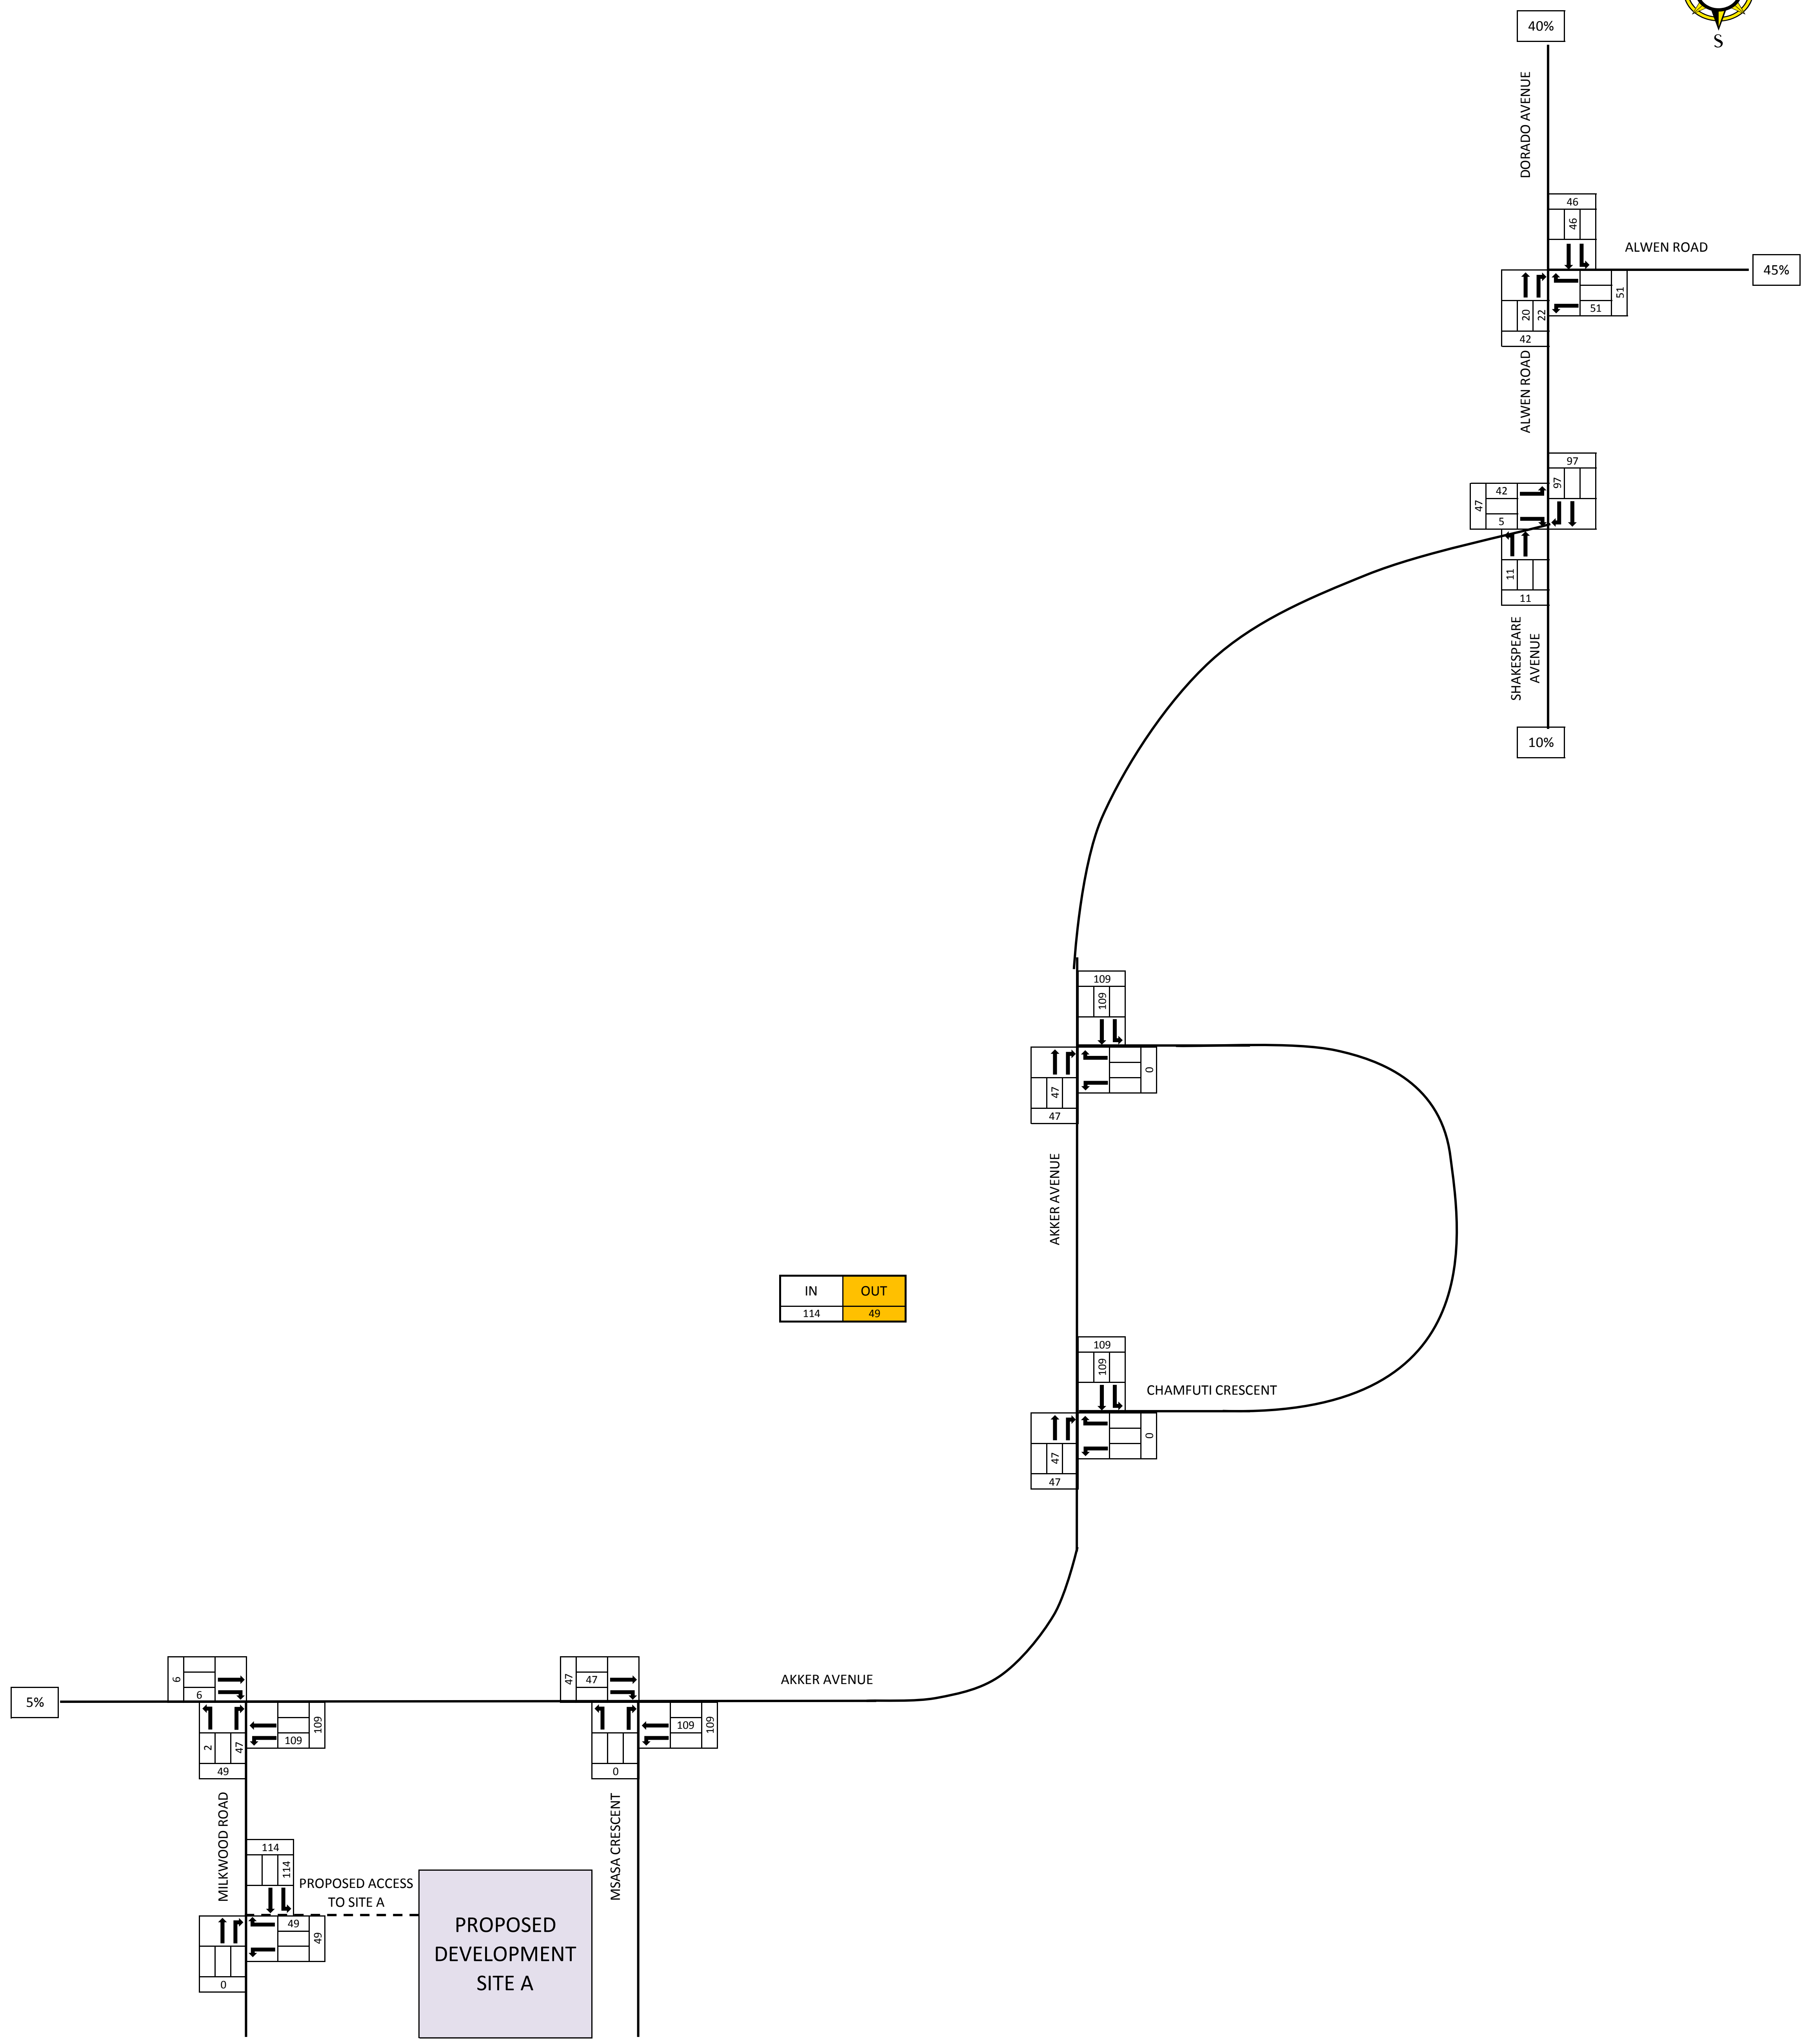 S
40%
DORADO AVENUE
46
46
ALWEN ROAD
45%
20
22
42
51
51
ALWEN ROAD
97
97
47
42
5
11
11
SHAKESPEARE
AVENUE
10%
109
109
47
47
0
AKKER AVENUE
IN
OUT
114
49
109
109
CHAMFUTI CRESCENT
47
47
0
6
6
47
47
AKKER AVENUE
5%
2
47
49
109
109
109
109
0
MILKWOOD ROAD
MSASA CRESCENT
114
114
PROPOSED ACCESS
TO SITE A
49
49
0
PROPOSED
DEVELOPMENT
SITE A